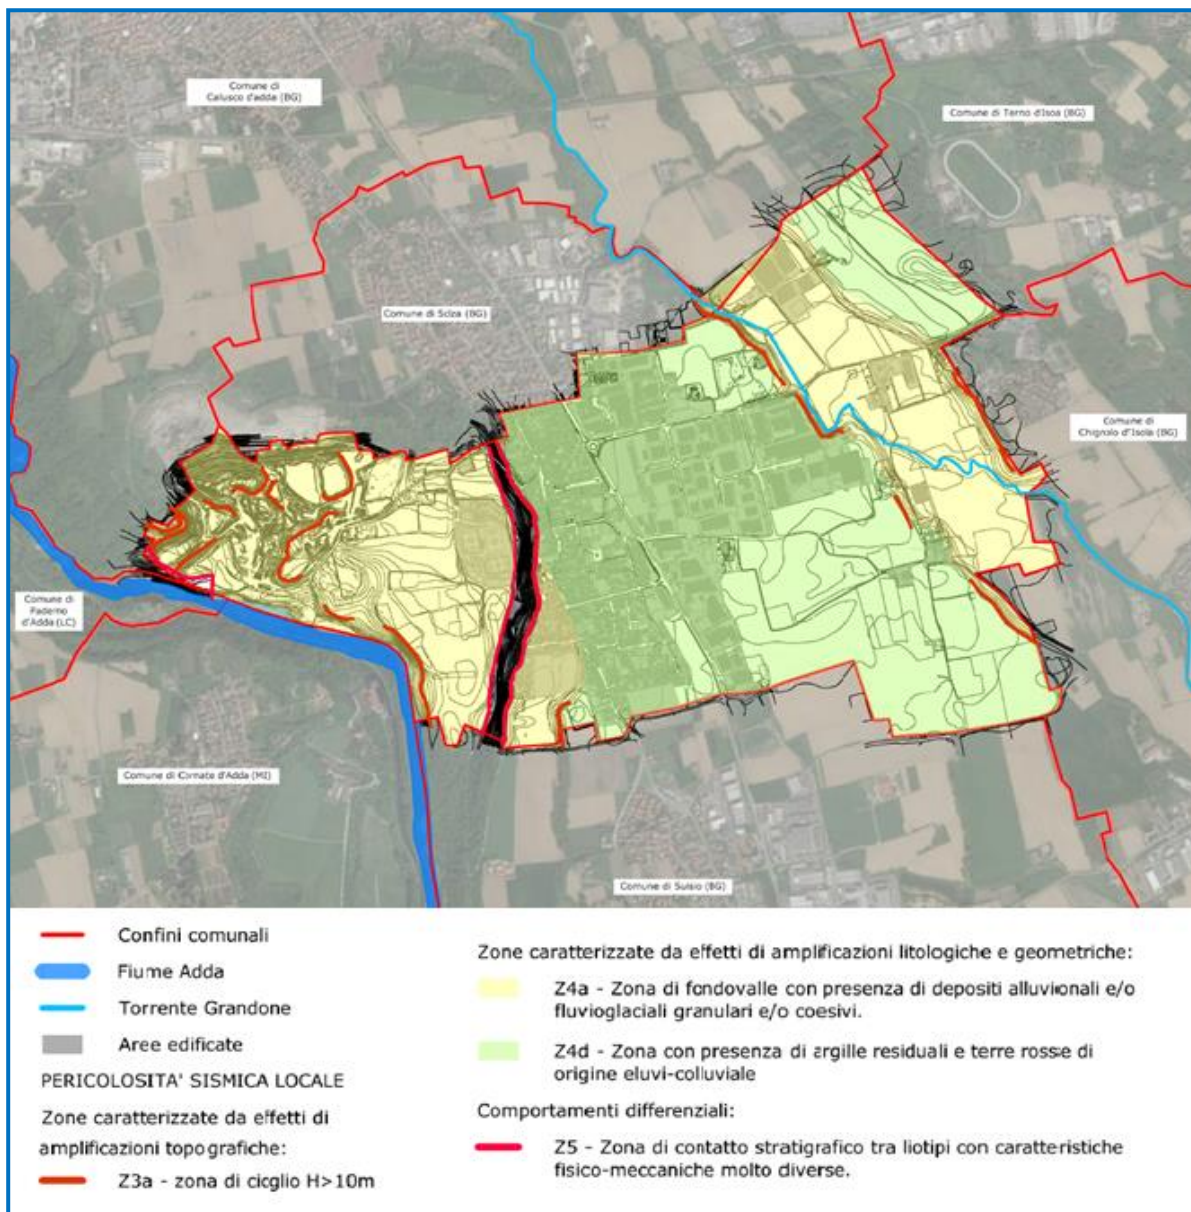 Comune di
Calusco d'adda (BG)
Comune di Terno d'Isoa (BG)
Comune di Solza (BG)
Comune di
Chignolo d'Isola (BG)
Comune di
Paderno
d'Adda (LC)
Comune di Cornate d'Adda (MI)
Comune di Suisio (BG)
Confini comunali
Fiume Adda
Torrente Grandone
Aree edificate
PERICOLOSITA' SISMICA LOCALE
Zone caratterizzate da effetti di
amplificazioni topografiche:
Z3a - zona di cicglio H>10m
Zone caratterizzate da effetti di amplificazioni litologiche e geometriche:
Z4a - Zona di fondovalle con presenza di depositi alluvionali e/o
fluvioglaciali granulari e/o coesivi.
Z4d - Zona con presenza di argille residuali e terre rosse di
origine eluvi-colluviale
Comportamenti differenziali:
Z5 - Zona di contatto stratigrafico tra liotipi con caratteristiche
fisico-meccaniche molto diverse.